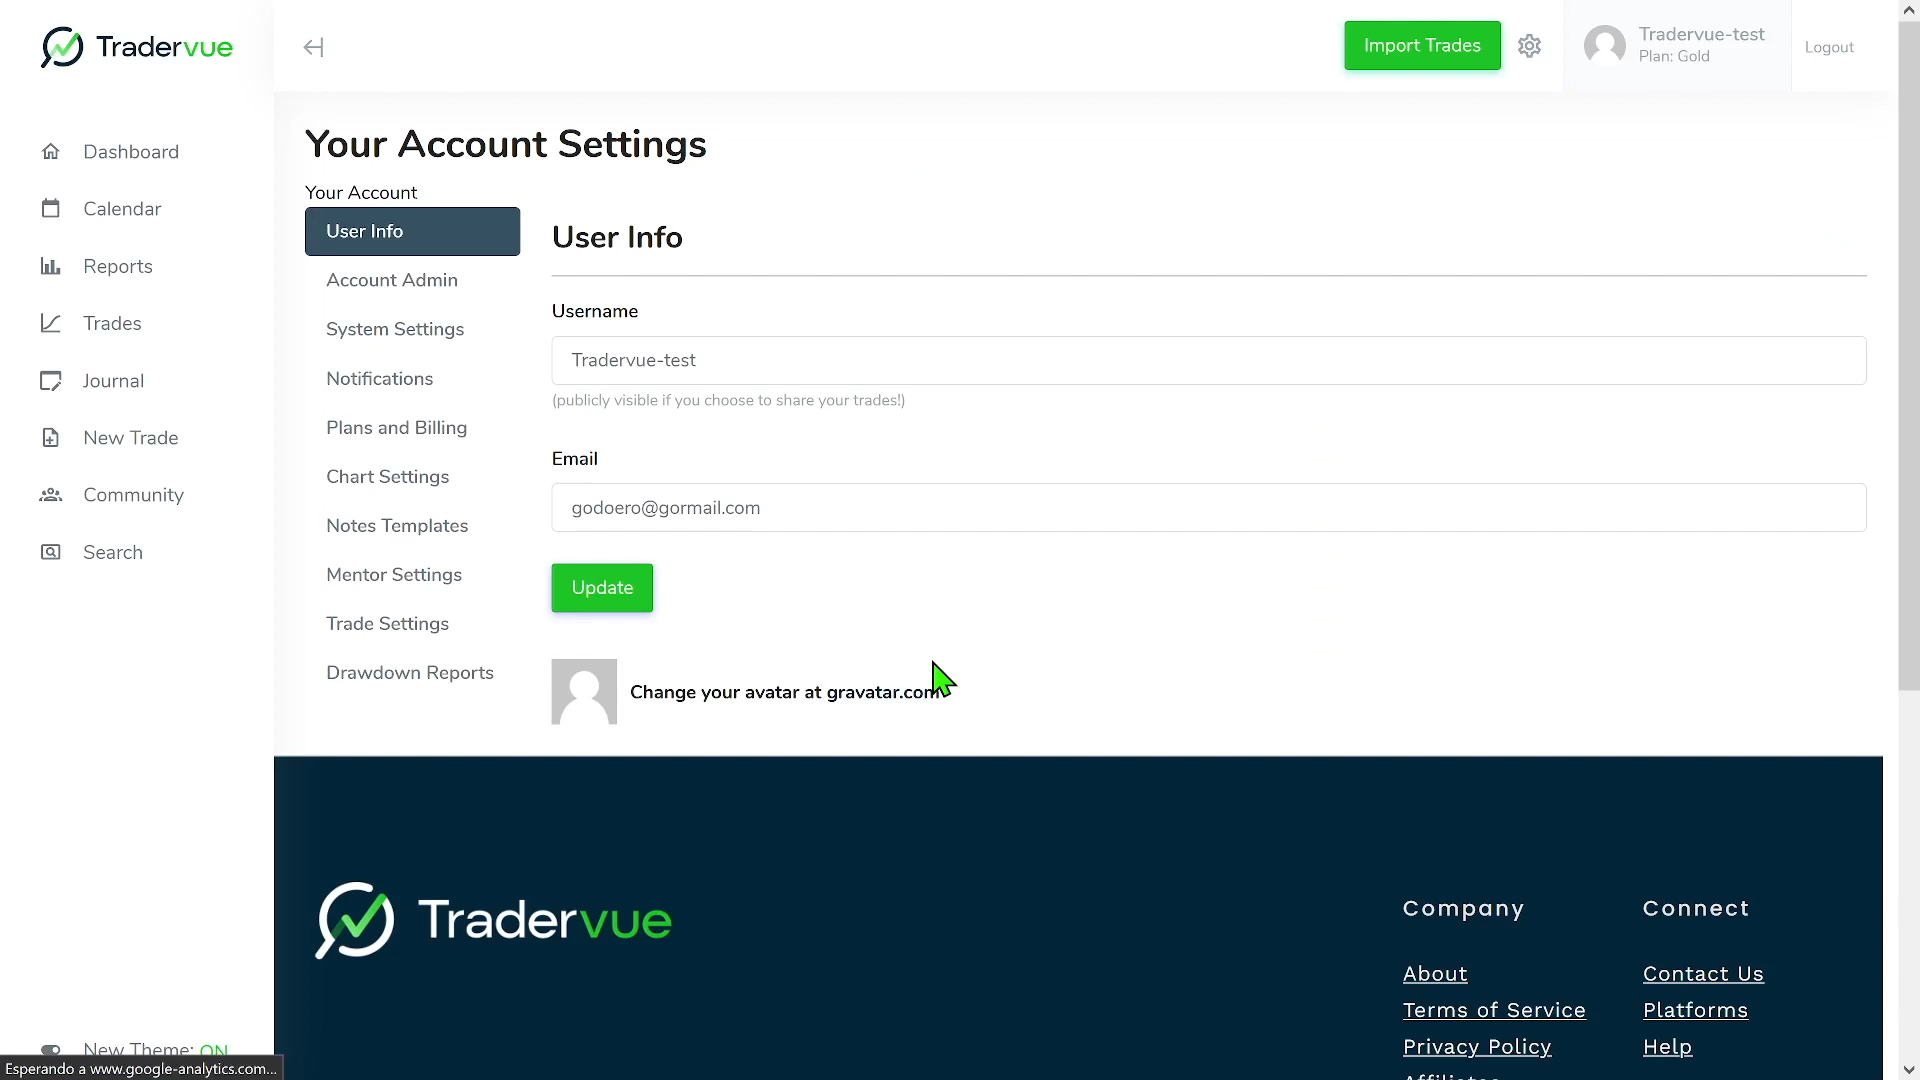 Tradervue
Import Trades
Tradervue-test
Plan: Gold
Logout
Dashboard
Calendar
Reports
Trades
Journal
New Trade
Community
Search
New Theme: ON
Your Account Settings
Your Account
User Info
Account Admin
System Settings
Notifications
Plans and Billing
Chart Settings
Notes Templates
Mentor Settings
Trade Settings
Drawdown Reports
User Info
Username
Tradervue-test
(publicly visible if you choose to share your trades!)
Email
godoero@gormail.com
Update
Change your avatar at gravatar.com
Tradervue
Company
About
Terms of Service
Privacy Policy
Affiliates
Connect
Contact Us
Platforms
Help
Esperando a www.google-analytics.com...